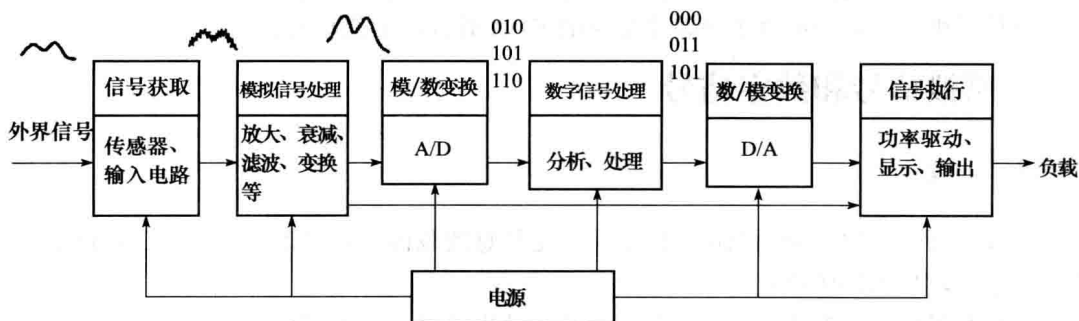 010
101
110
000
011
101
外界信号
信号获取
传感器、
输入电路
模拟信号处理
放大、衰减、
滤波、变换
等
模/数变换
A/D
数字信号处理
分析、处理
数/模变换
D/A
信号执行
功率驱动、
显示、输出
负载
电源